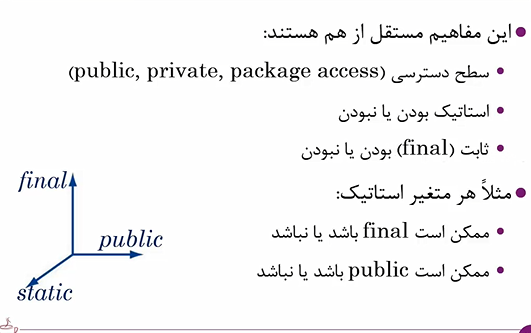 این مفاهیم مستقل از هم هستند:
سطح دسترسی (public, private, package access)
استاتیک بودن یا نبودن
ثابت (final) بودن یا نبودن
مثلاً هر متغیر استاتیک:
ممکن است final باشد یا نباشد
ممکن است public باشد یا نباشد
final
public
static